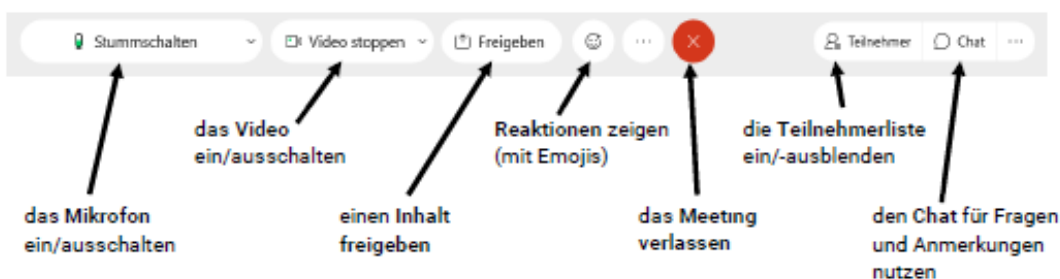 Stummschalten
Video stoppen
Freigeben
Teilnehmer
Chat
das Video
ein/ausschalten
Reaktionen zeigen
(mit Emojis)
die Teilnehmerliste
ein/-ausblenden
das Mikrofon
ein/ausschalten
einen Inhalt
freigeben
das Meeting
verlassen
den Chat für Fragen
und Anmerkungen
nutzen